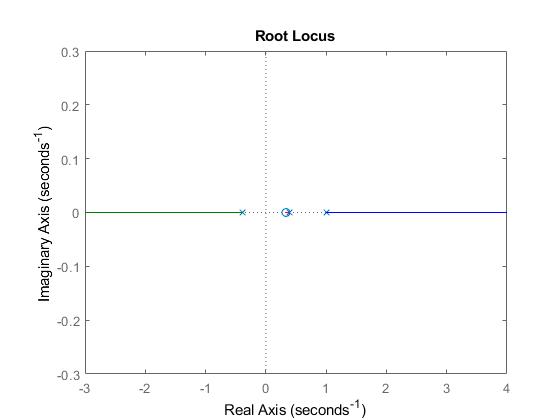 Root Locus
0.3
0.2
0.1
0
-0.1
-0.2
-0.3
Imaginary Axis (seconds⁻¹)
-3 -2 -1 0 1 2 3 4
Real Axis (seconds⁻¹)